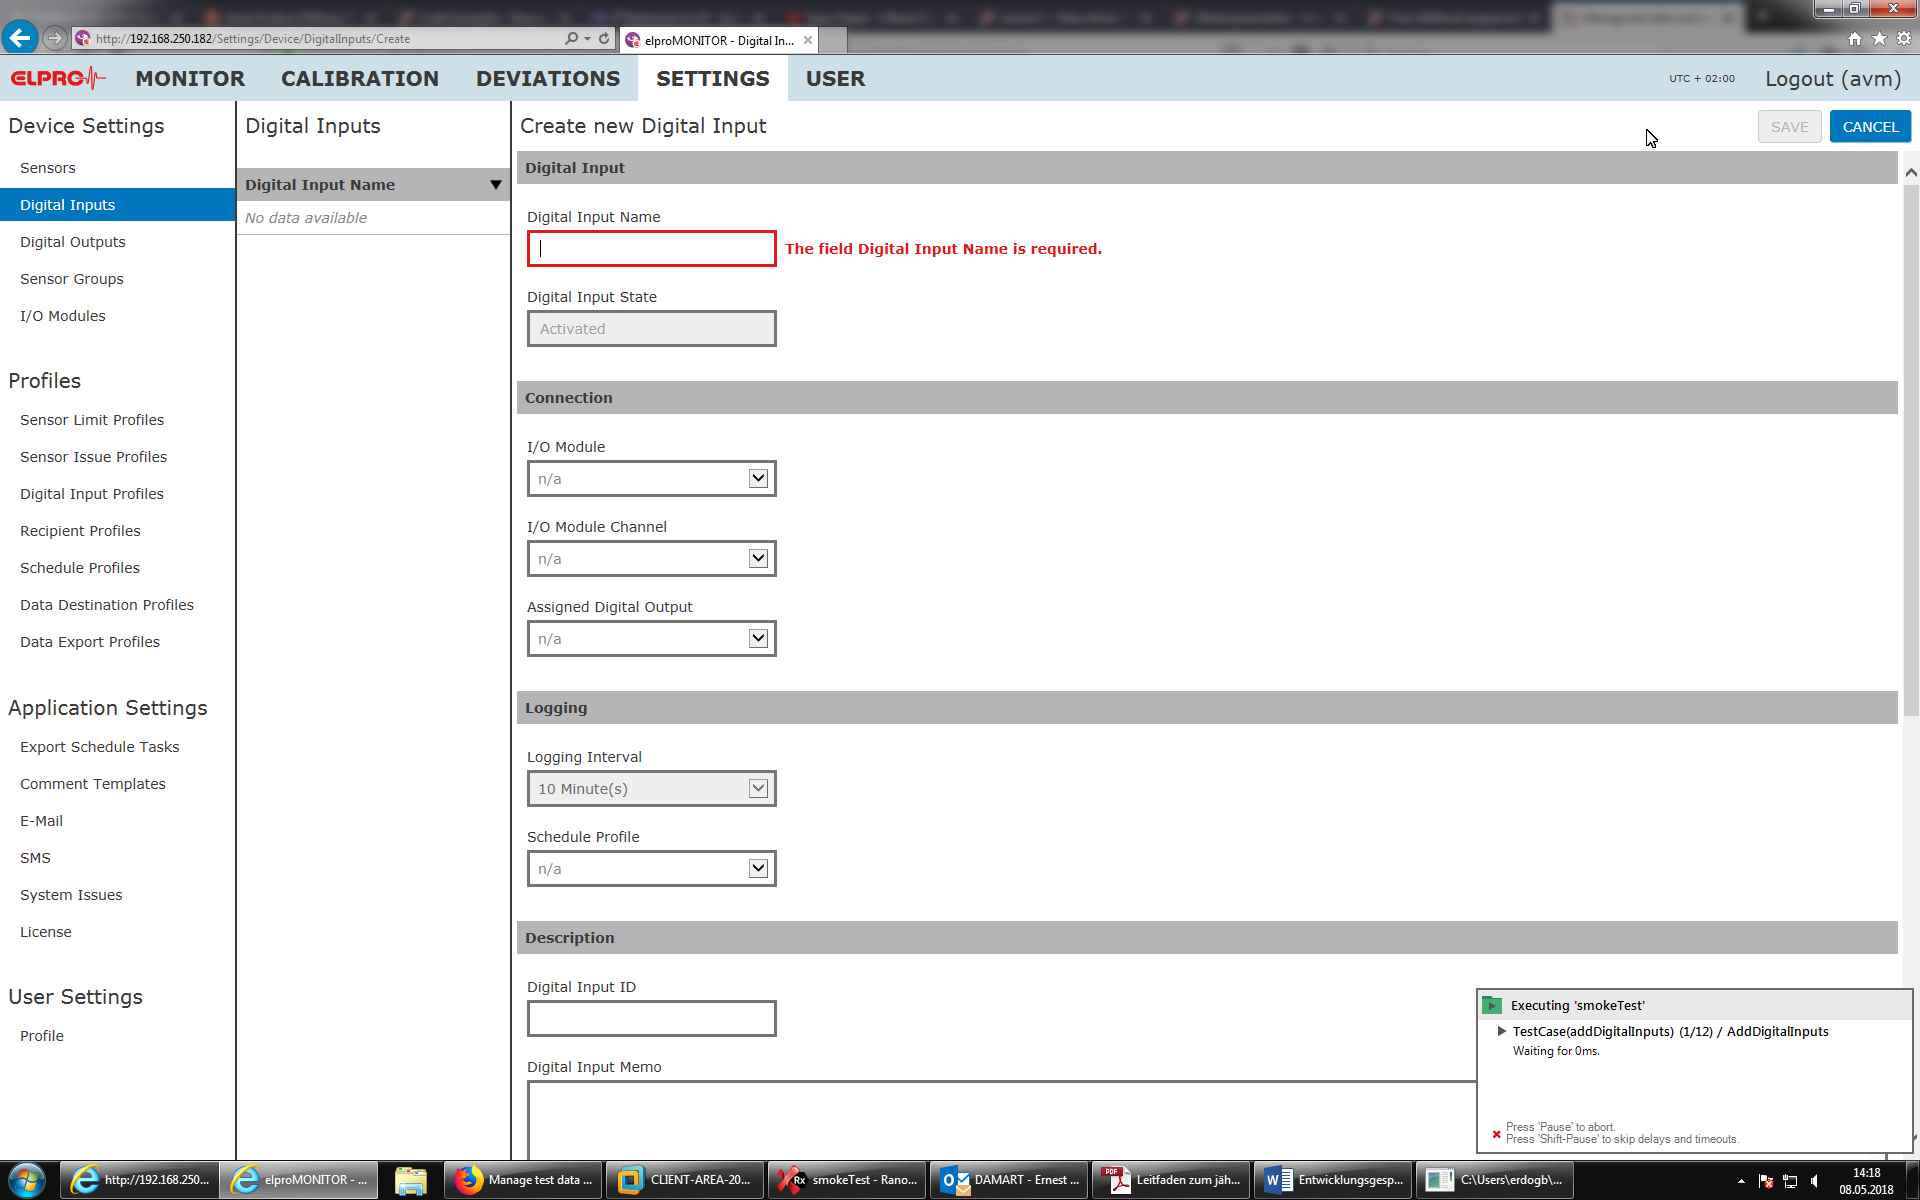 http://192.168.250.182/Settings/Device/DigitalInputs/Create
elproMONITOR - Digital In...
ELPRO
MONITOR
CALIBRATION
DEVIATIONS
SETTINGS
USER
UTC + 02:00
Logout (avm)
Device Settings
Sensors
Digital Inputs
Digital Outputs
Sensor Groups
I/O Modules
Profiles
Sensor Limit Profiles
Sensor Issue Profiles
Digital Input Profiles
Recipient Profiles
Schedule Profiles
Data Destination Profiles
Data Export Profiles
Application Settings
Export Schedule Tasks
Comment Templates
E-Mail
SMS
System Issues
License
User Settings
Profile
Digital Inputs
Digital Input Name
No data available
Create new Digital Input
SAVE
CANCEL
Digital Input
Digital Input Name
The field Digital Input Name is required.
Digital Input State
Activated
Connection
I/O Module
n/a
I/O Module Channel
n/a
Assigned Digital Output
n/a
Logging
Logging Interval
10 Minute(s)
Schedule Profile
n/a
Description
Digital Input ID
Digital Input Memo
Executing 'smokeTest'
TestCase(addDigitalInputs) (1/12) / AddDigitalInputs
Waiting for 0ms.
Press 'Pause' to abort.
Press 'Shift-Pause' to skip delays and timeouts.
http://192.168.250...
elproMONITOR - ...
Manage test data ...
CLIENT-AREA-20...
smokeTest - Rano...
DAMART - Ernest ...
Leitfaden zum jäh...
Entwicklungsgesp...
C:\Users\erdogb\...
14:18
08.05.2018